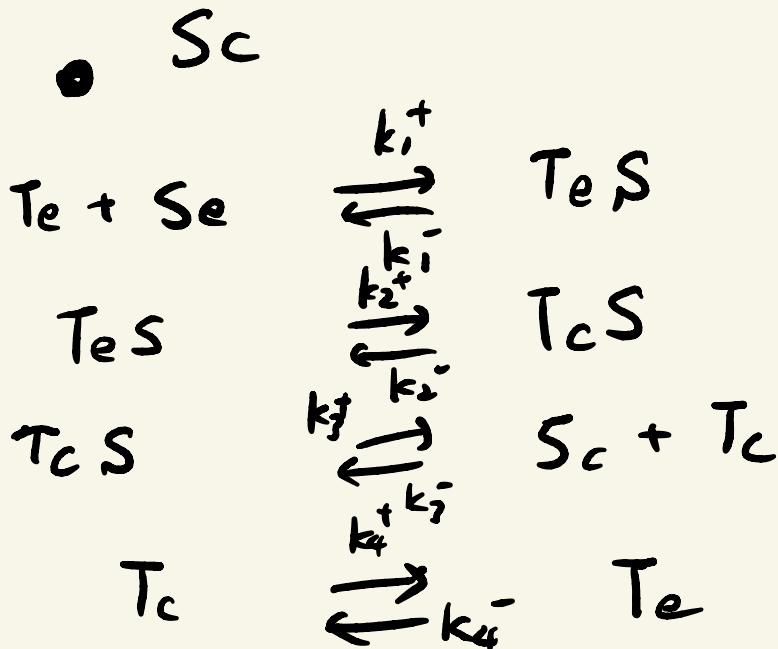 • Sc
k₁⁺
Te + Se ⇌ TeS
k₁⁻
k₂⁺
TeS ⇌ TcS
k₂⁻
k₃⁺
TcS ⇌ Sc + Tc
k₃⁻
k₄⁺
Tc ⇌ Te
k₄⁻